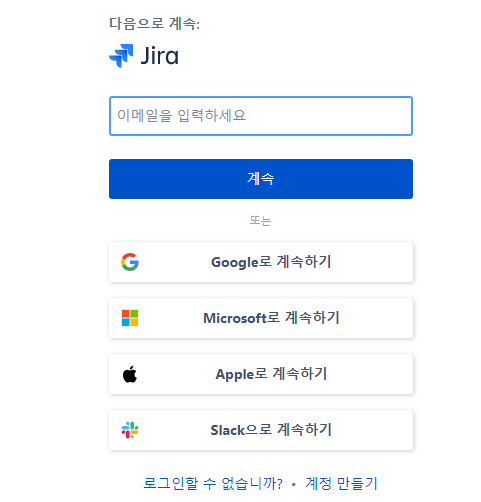 다음으로 계속:
Jira
이메일을 입력하세요
계속
또는
Google로 계속하기
Microsoft로 계속하기
Apple로 계속하기
Slack으로 계속하기
로그인할 수 없습니까? • 계정 만들기